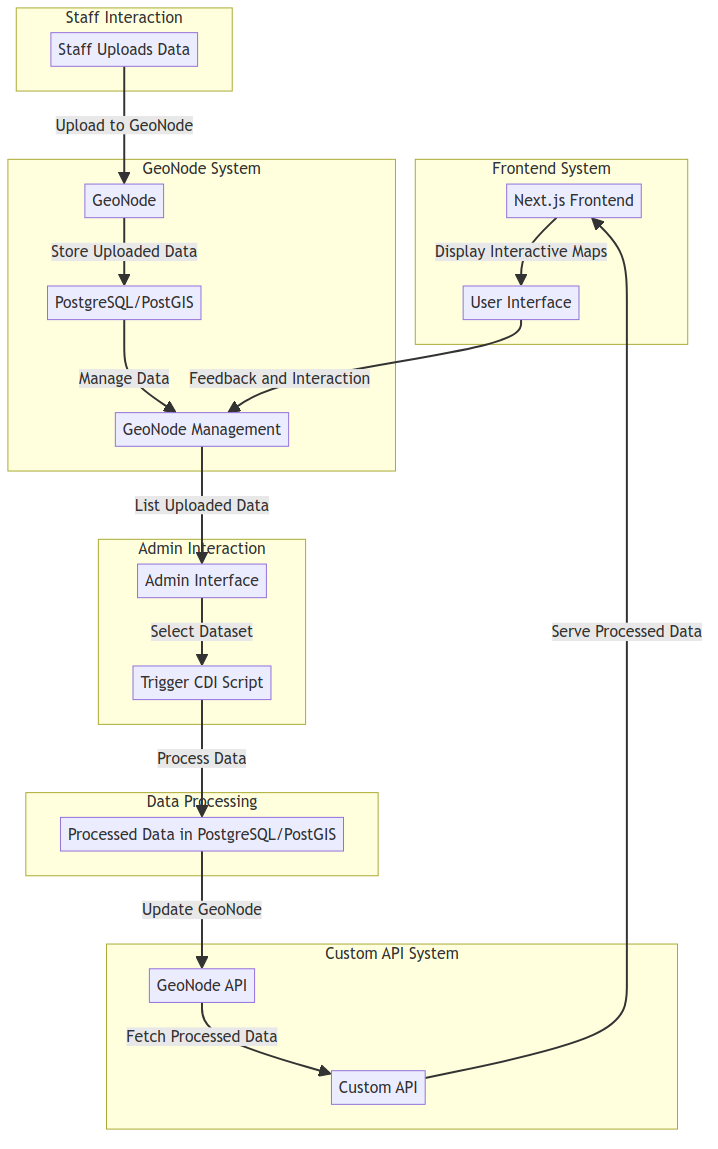 Staff Interaction
Staff Uploads Data
Upload to GeoNode
GeoNode System
GeoNode
Store Uploaded Data
PostgreSQL/PostGIS
Manage Data
GeoNode Management
Frontend System
Next.js Frontend
Display Interactive Maps
User Interface
Feedback and Interaction
List Uploaded Data
Admin Interaction
Admin Interface
Select Dataset
Trigger CDI Script
Process Data
Data Processing
Processed Data in PostgreSQL/PostGIS
Update GeoNode
Custom API System
GeoNode API
Fetch Processed Data
Custom API
Serve Processed Data